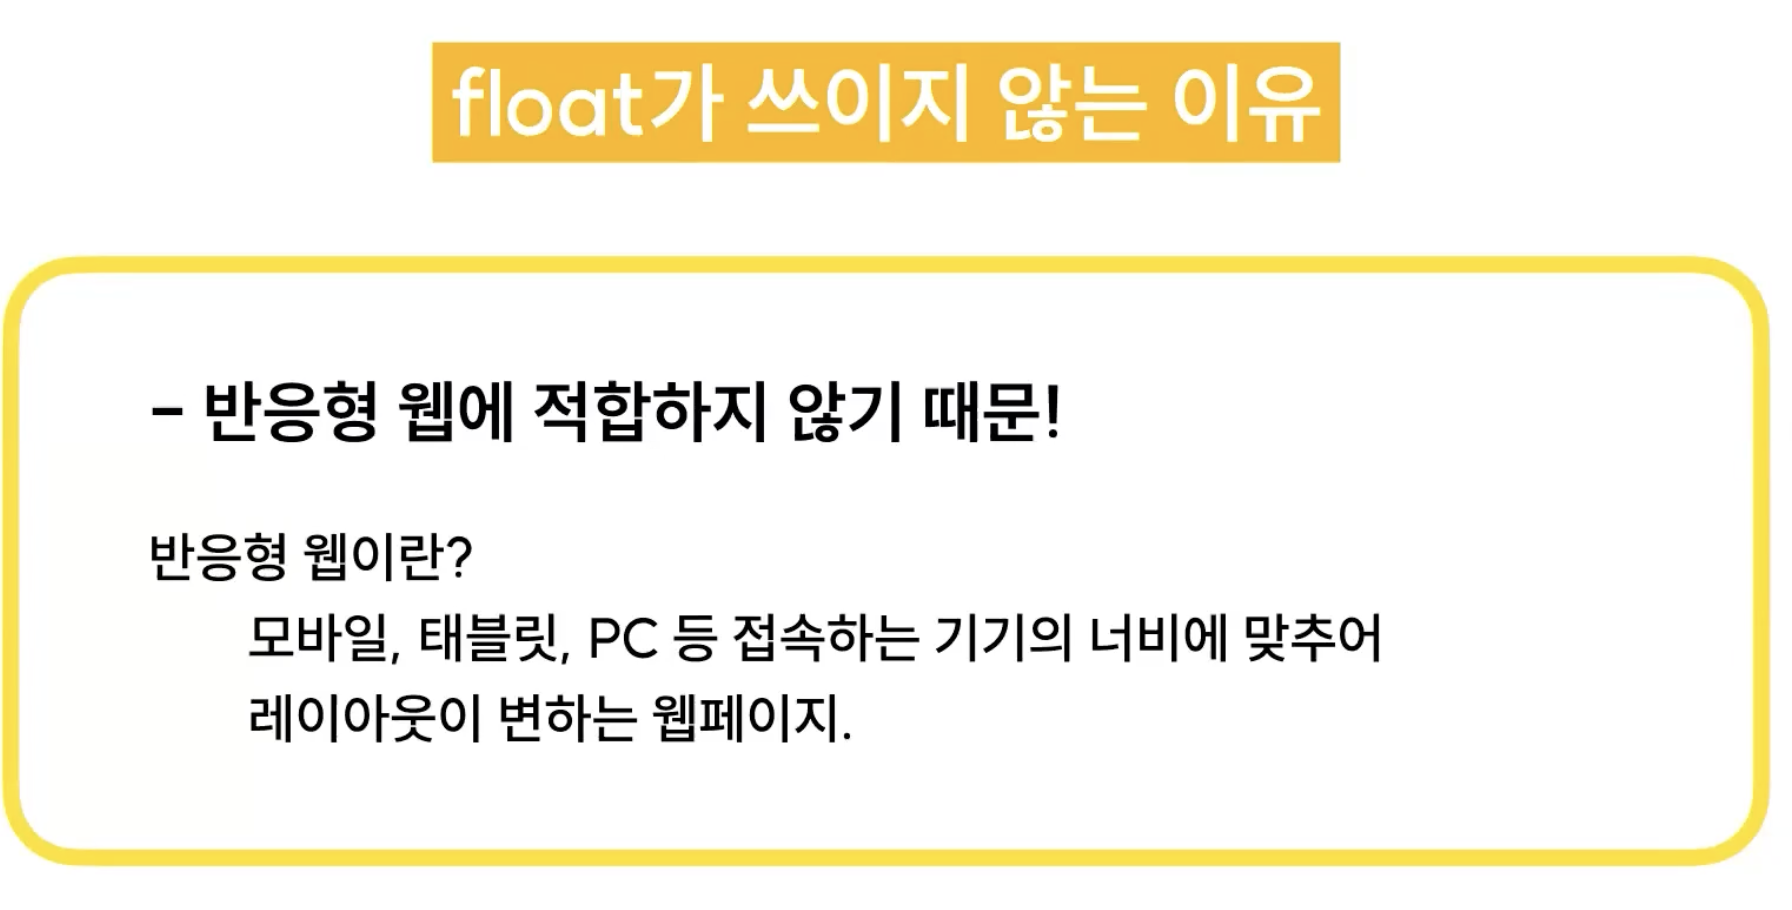 float가 쓰이지 않는 이유
– 반응형 웹에 적합하지 않기 때문!
반응형 웹이란?
모바일, 태블릿, PC 등 접속하는 기기의 너비에 맞추어
레이아웃이 변하는 웹페이지.